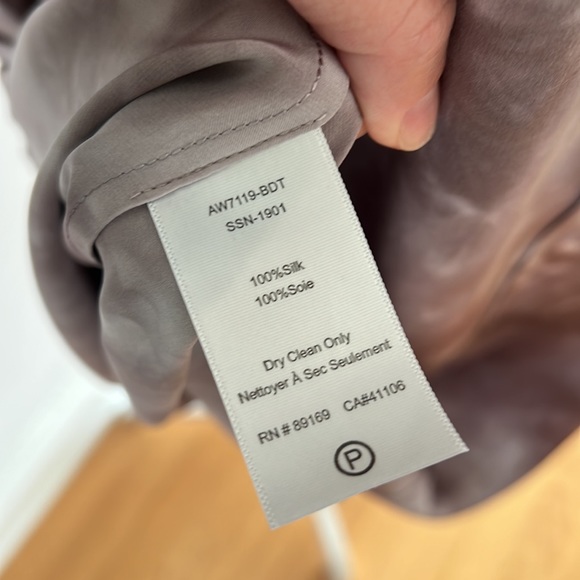 AW7119-BDT
SSN-1901
100%Silk
100%Soie
Dry Clean Only
Nettoyer À Sec Seulement
RN # 89169 CA#41106
P